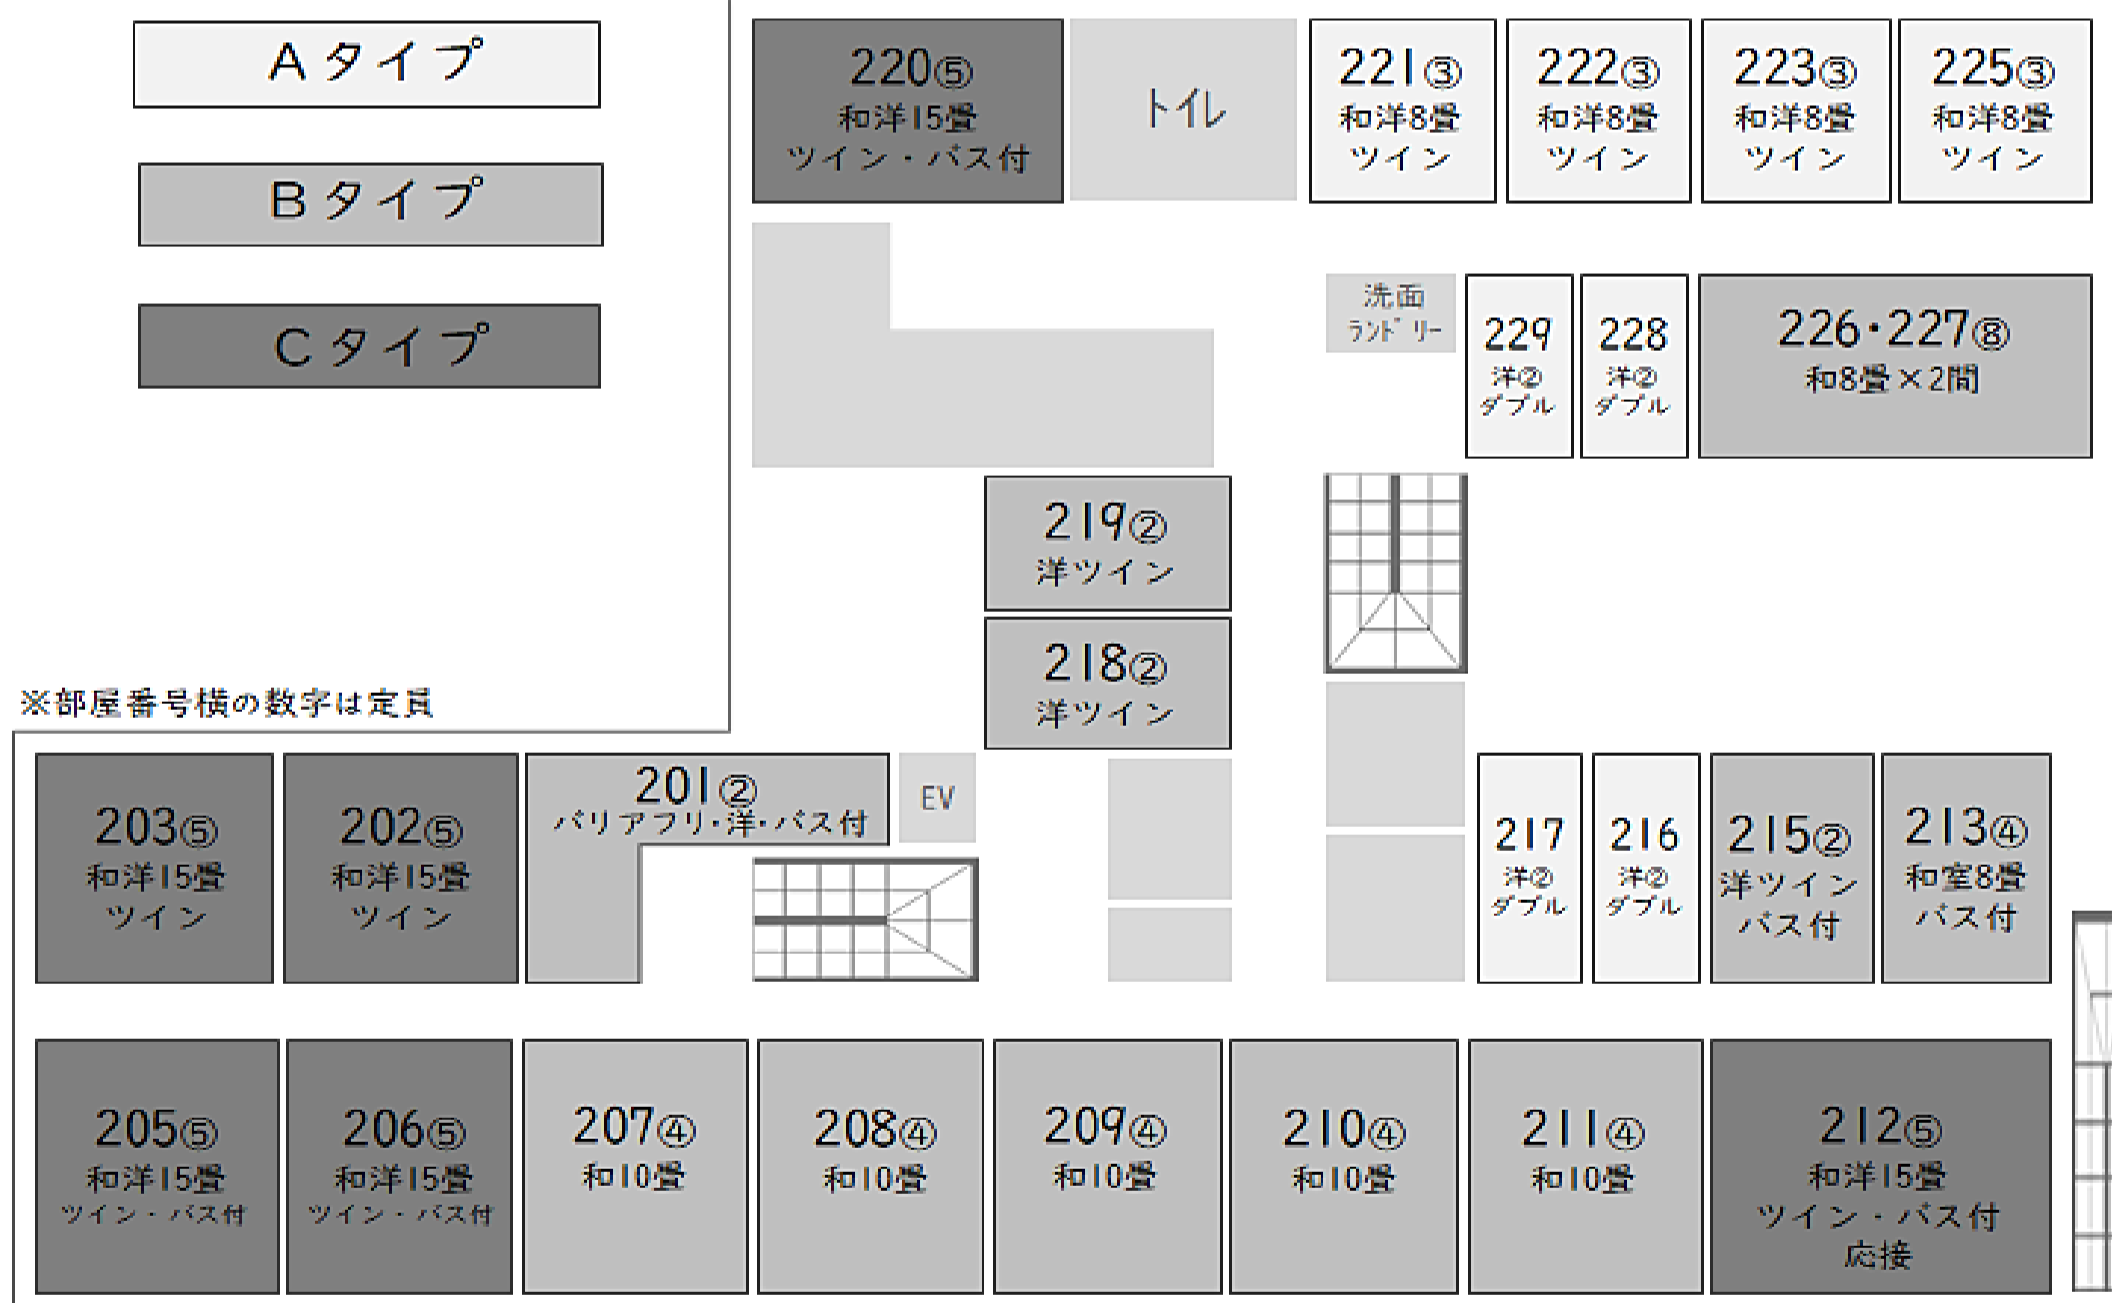 Aタイプ
Bタイプ
Cタイプ
※部屋番号横の数字は定員
220⑤
和洋15畳
ツイン・バス付
トイレ
221③
和洋8畳
ツイン
222③
和洋8畳
ツイン
223③
和洋8畳
ツイン
225③
和洋8畳
ツイン
洗面
ランドリー
229
洋②
ダブル
228
洋②
ダブル
226・227⑧
和8畳×2間
219②
洋ツイン
218②
洋ツイン
203⑤
和洋15畳
ツイン
202⑤
和洋15畳
ツイン
201②
バリアフリ・洋・バス付
EV
217
洋②
ダブル
216
洋②
ダブル
215②
洋ツイン
バス付
213④
和室8畳
バス付
205⑤
和洋15畳
ツイン・バス付
206⑤
和洋15畳
ツイン・バス付
207④
和10畳
208④
和10畳
209④
和10畳
210④
和10畳
211④
和10畳
212⑤
和洋15畳
ツイン・バス付
応接